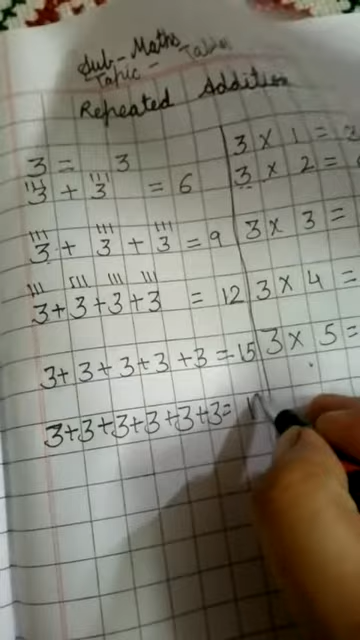 Sub - Maths
Topic - Tables
Repeated Addition
3 = 3
3 + 3 = 6
3 + 3 + 3 = 9
3+3+3+3 = 12
3+3+3+3+3=15
3+3+3+3+3+3= 1
3 x 1 =
3 x 2 =
3 x 3 =
3 x 4 =
3 x 5 =